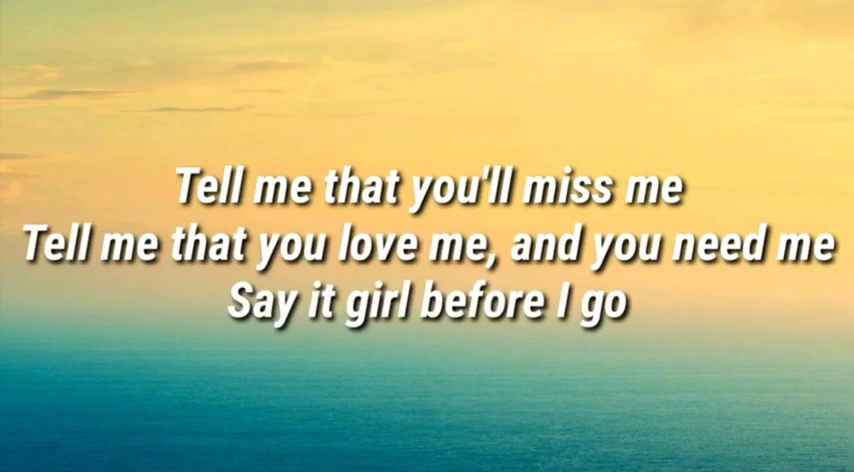 Tell me that you'll miss me
Tell me that you love me, and you need me
Say it girl before I go